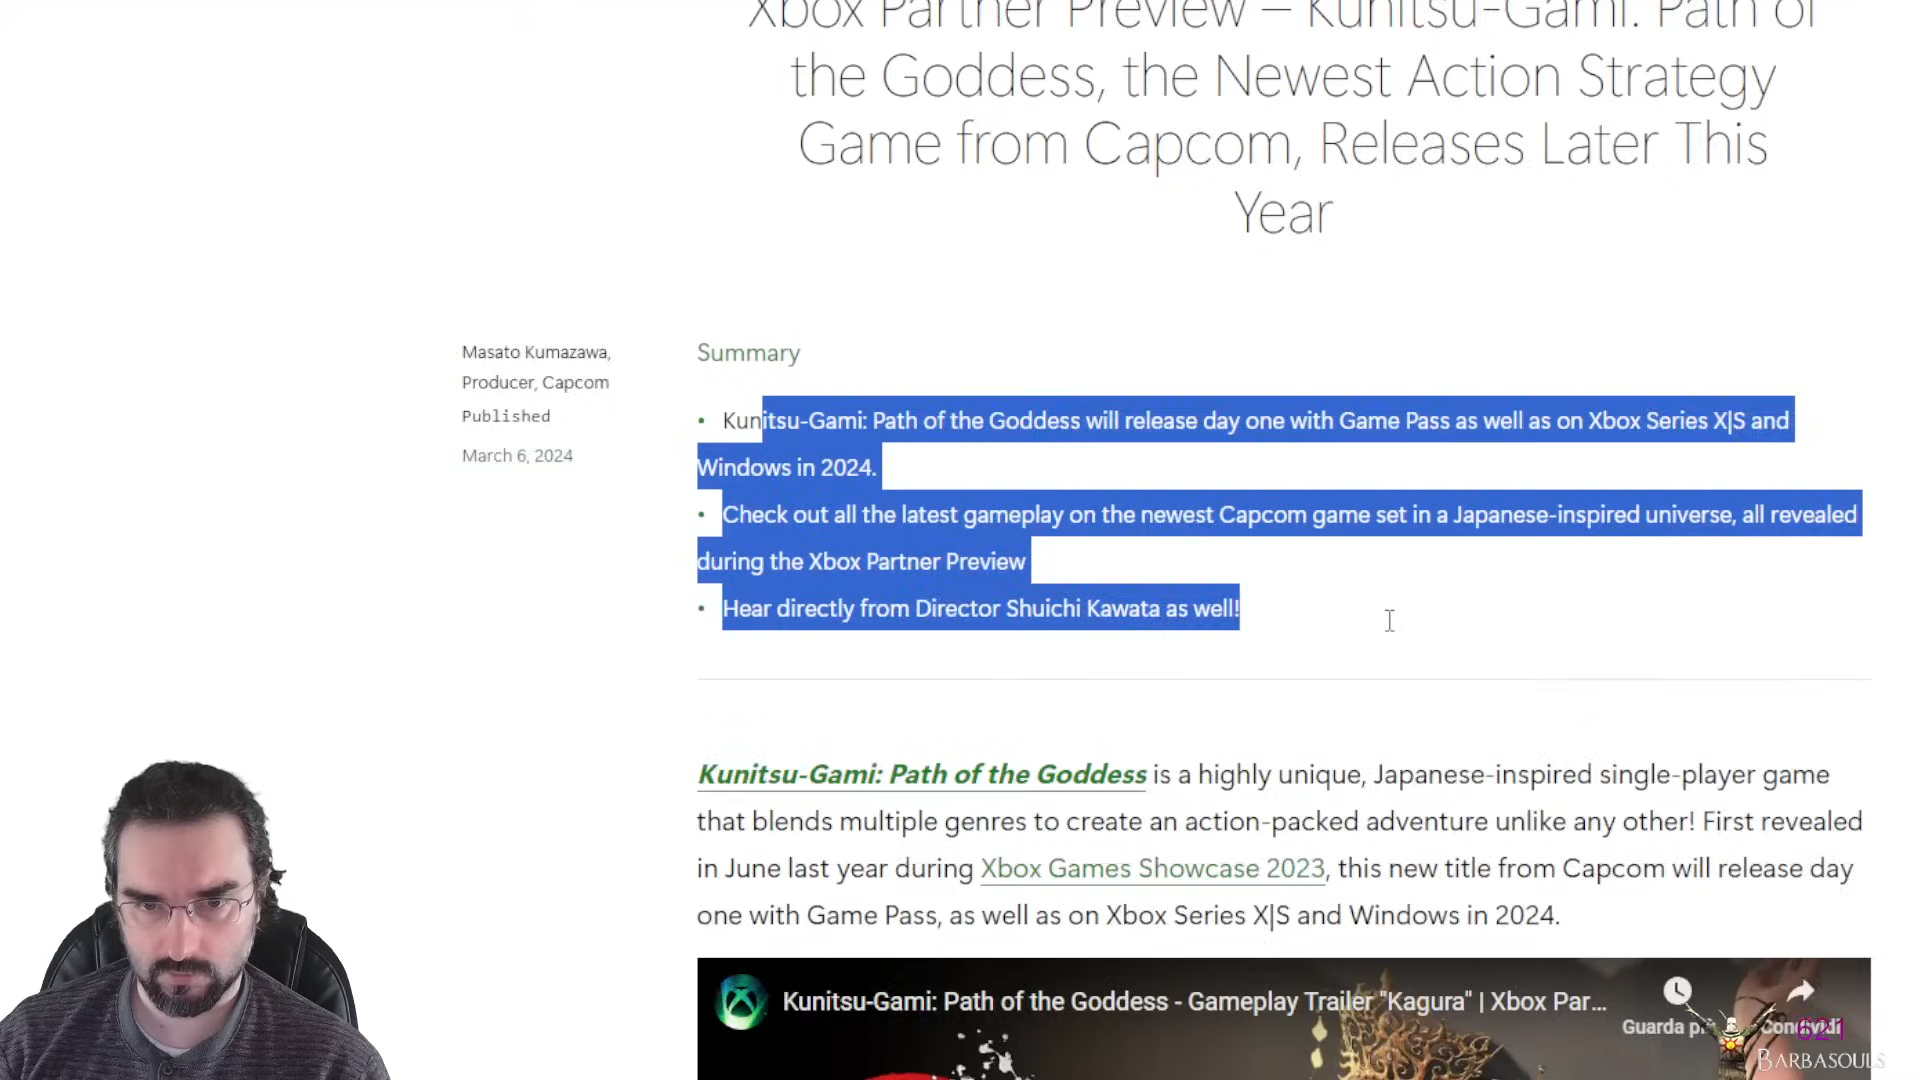 Xbox Partner Preview – Kunitsu-Gami: Path of
the Goddess, the Newest Action Strategy
Game from Capcom, Releases Later This
Year
Masato Kumazawa,
Producer, Capcom
Published
March 6, 2024
Summary
• Kunitsu-Gami: Path of the Goddess will release day one with Game Pass as well as on Xbox Series X|S and
Windows in 2024.
• Check out all the latest gameplay on the newest Capcom game set in a Japanese-inspired universe, all revealed
during the Xbox Partner Preview
• Hear directly from Director Shuichi Kawata as well!
Kunitsu-Gami: Path of the Goddess is a highly unique, Japanese-inspired single-player game
that blends multiple genres to create an action-packed adventure unlike any other! First revealed
in June last year during Xbox Games Showcase 2023, this new title from Capcom will release day
one with Game Pass, as well as on Xbox Series X|S and Windows in 2024.
Kunitsu-Gami: Path of the Goddess - Gameplay Trailer "Kagura" | Xbox Par...
Guarda Condividi
621
BARBASOULS